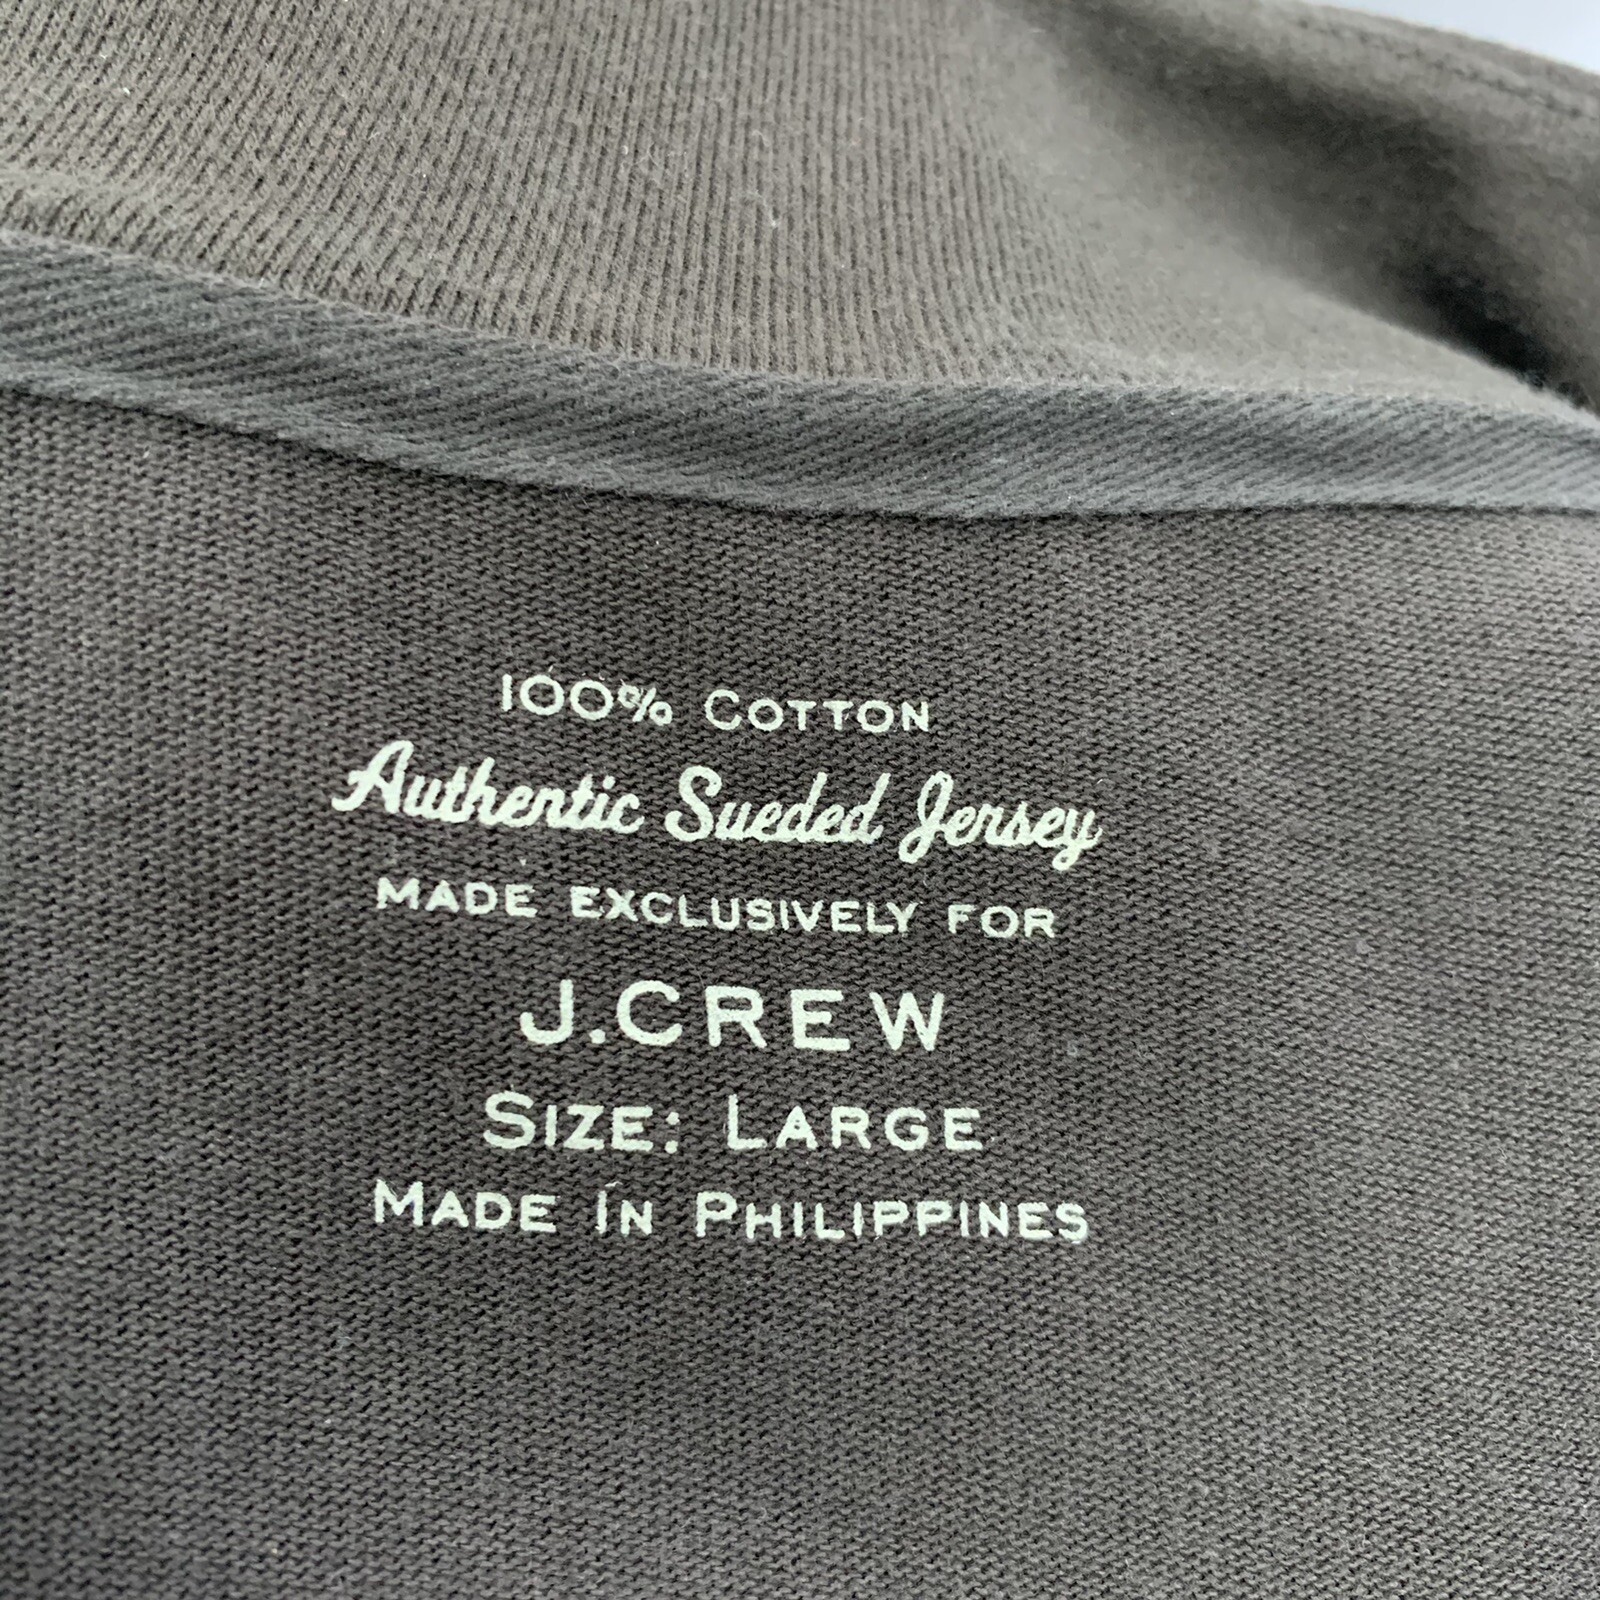 100% COTTON
Authentic Sueded Jersey
MADE EXCLUSIVELY FOR
J.CREW
SIZE: LARGE
MADE IN PHILIPPINES